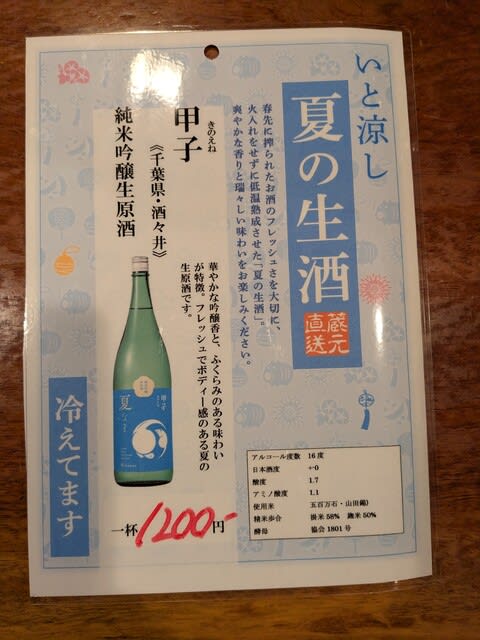 いと涼し
夏の生酒
蔵元
直送
春先に搾られたお酒のフレッシュさを大切に、
火入れをせずに低温熟成させた「夏の生酒」。
爽やかな香りと瑞々しい味わいをお楽しみください。
きのえね
甲子
《千葉県・酒々井》
純米吟醸生原酒
華やかな吟醸香と、ふくらみのある味わい
が特徴。フレッシュでボディー感のある夏の
生原酒です。
甲子
夏
冷えてます
一杯1200-円
アルコール度数 16度
日本酒度 +-0
酸度 1.7
アミノ酸度 1.1
使用米 五百万石・山田錦)
精米歩合 掛米58% 麹米50%
酵母 協会1801号